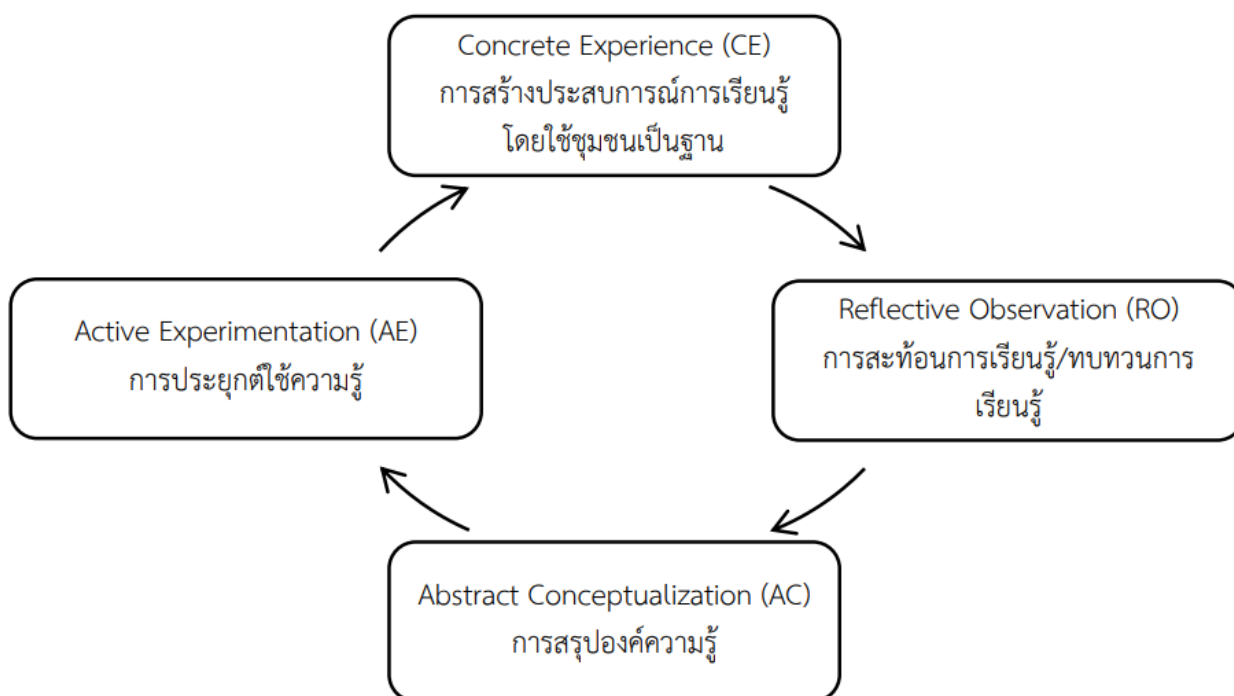 Concrete Experience (CE)
การสร้างประสบการณ์การเรียนรู้
โดยใช้ชุมชนเป็นฐาน
Reflective Observation (RO)
การสะท้อนการเรียนรู้/ทบทวนการ
เรียนรู้
Abstract Conceptualization (AC)
การสรุปองค์ความรู้
Active Experimentation (AE)
การประยุกต์ใช้ความรู้